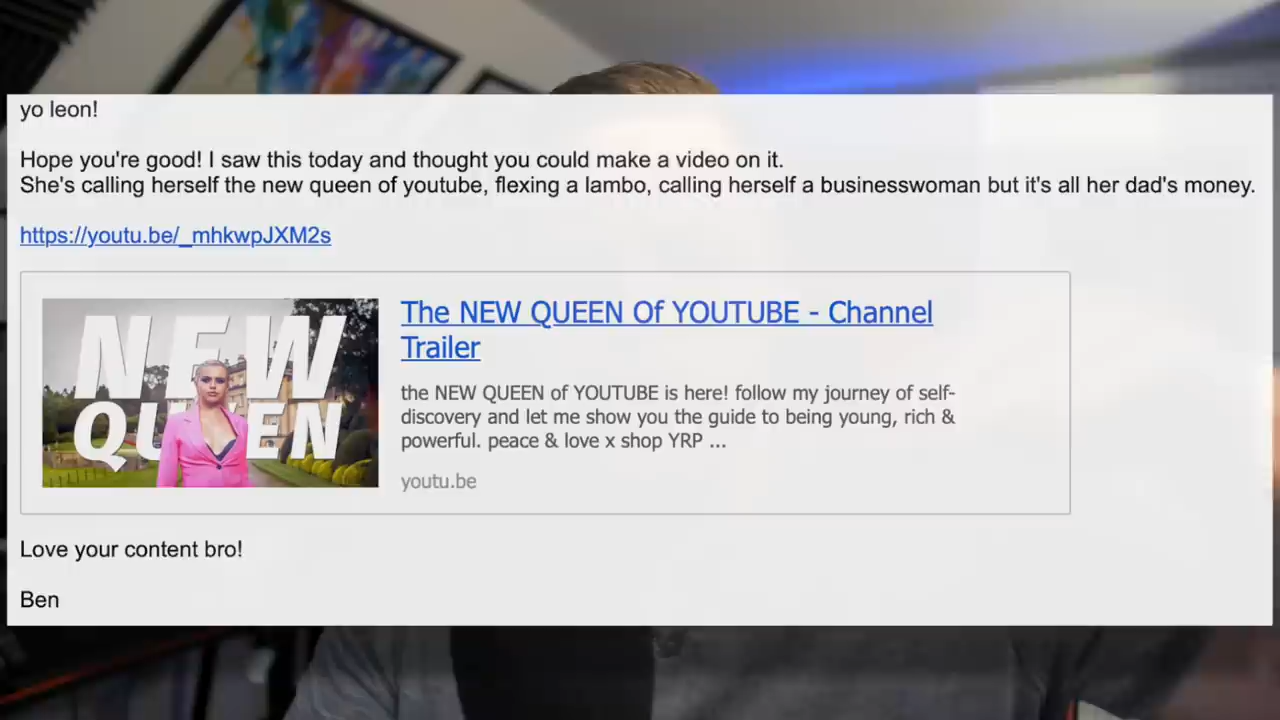 yo leon!
Hope you're good! I saw this today and thought you could make a video on it.
She's calling herself the new queen of youtube, flexing a lambo, calling herself a businesswoman but it's all her dad's money.
https://youtu.be/_mhkwpJXM2s
NEW
QUEEN
The NEW QUEEN Of YOUTUBE - Channel
Trailer
the NEW QUEEN of YOUTUBE is here! follow my journey of self-
discovery and let me show you the guide to being young, rich &
powerful. peace & love x shop YRP ...
youtu.be
Love your content bro!
Ben